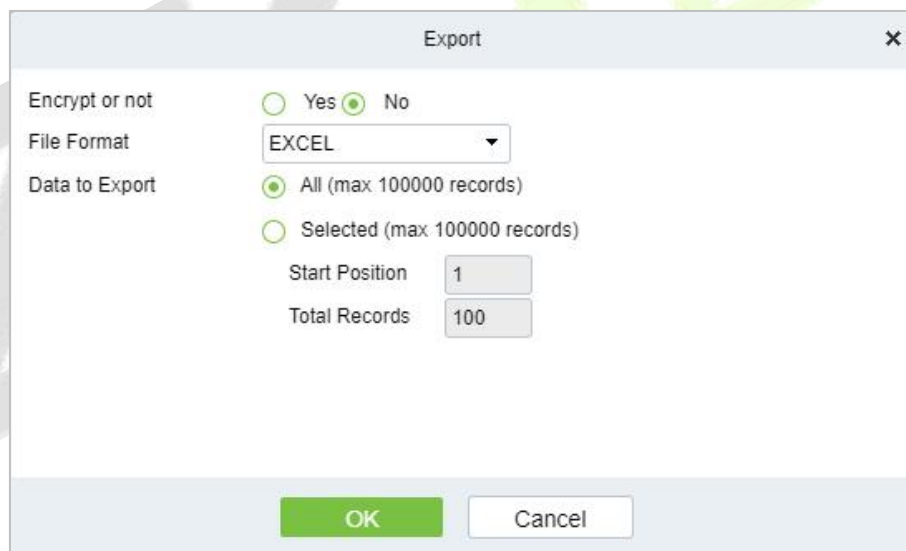 Export
Encrypt or not Yes No
File Format EXCEL
Data to Export All (max 100000 records)
Selected (max 100000 records)
Start Position 1
Total Records 100
OK Cancel